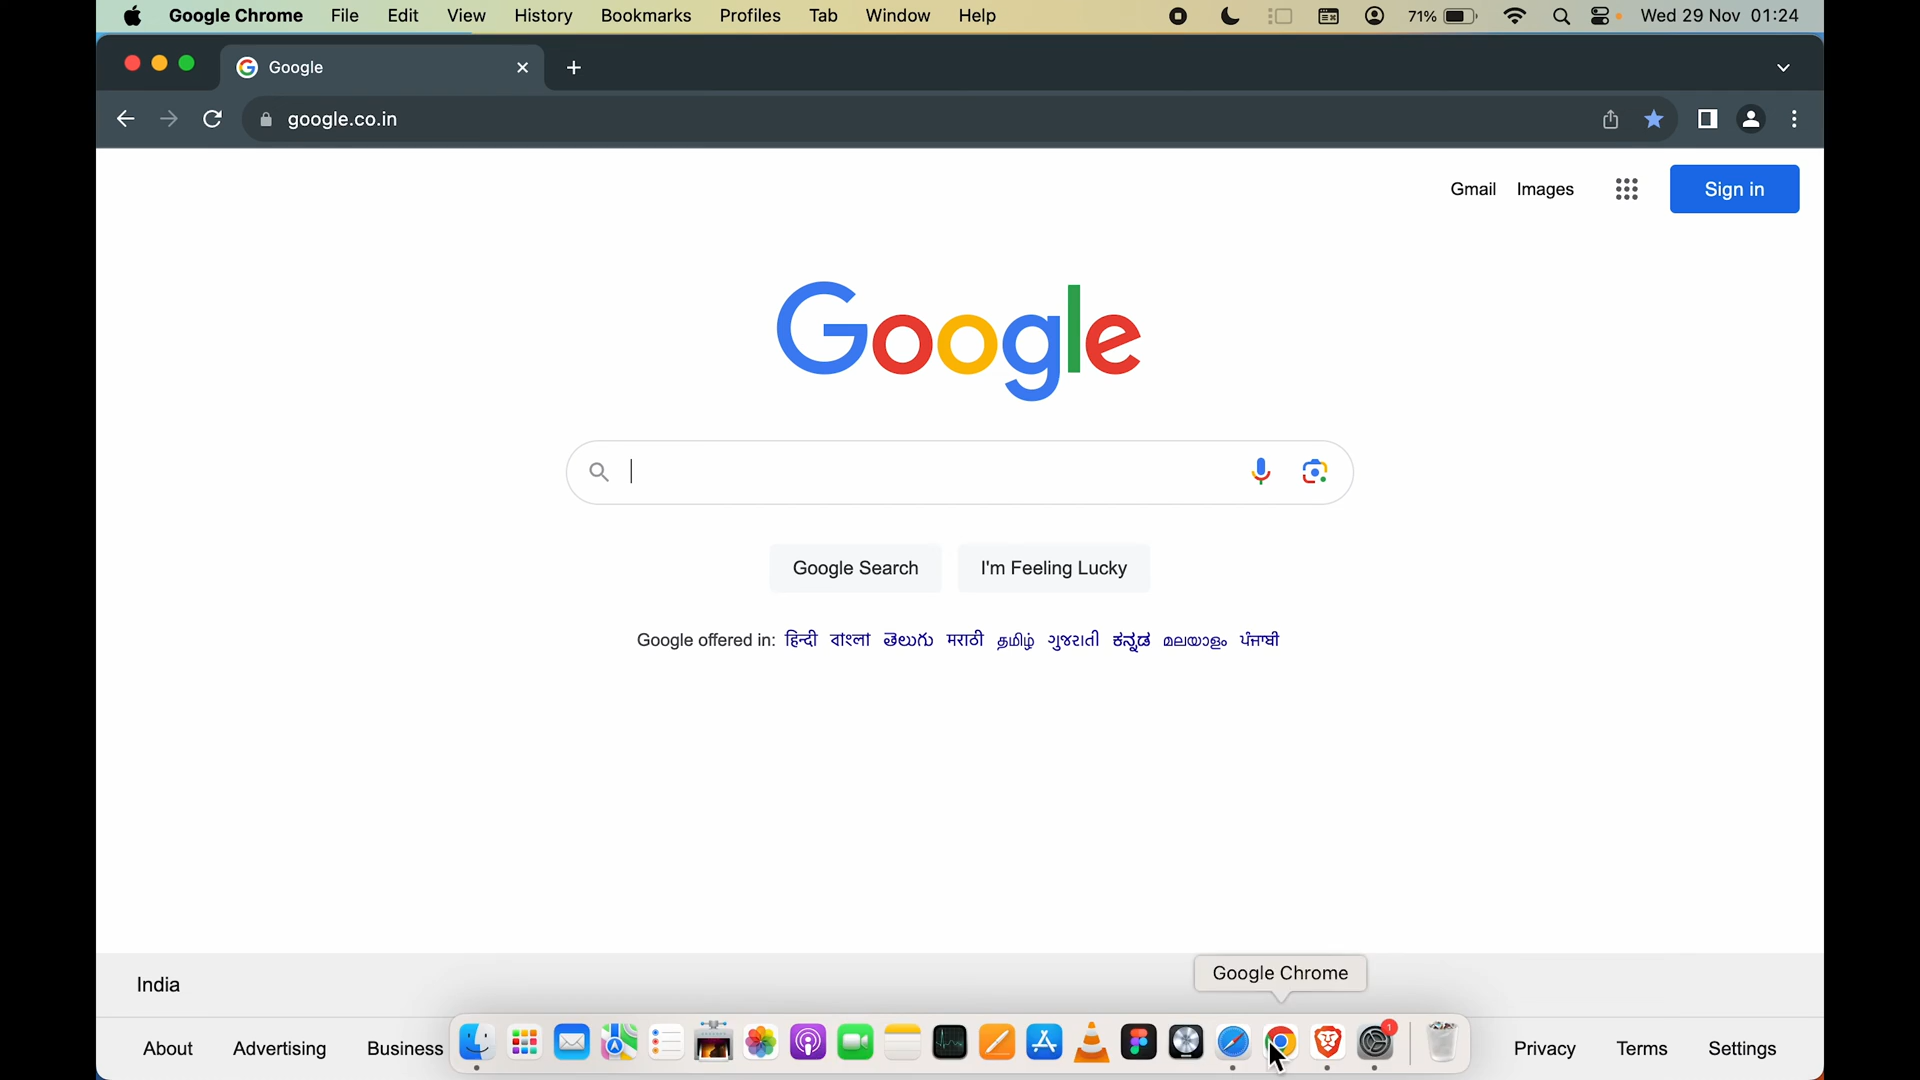 Google Chrome File Edit View History Bookmarks Profiles Tab Window Help 71% Wed 29 Nov 01:24
Google
google.co.in
Gmail Images Sign in
Google
Google Search I'm Feeling Lucky
Google offered in: हिन्दी বাংলা తెలుగు मराठी தமிழ் ગુજરાતી ಕನ್ನಡ മലയാളം ਪੰਜਾਬੀ
Google Chrome
India
1
About Advertising Business Privacy Terms Settings